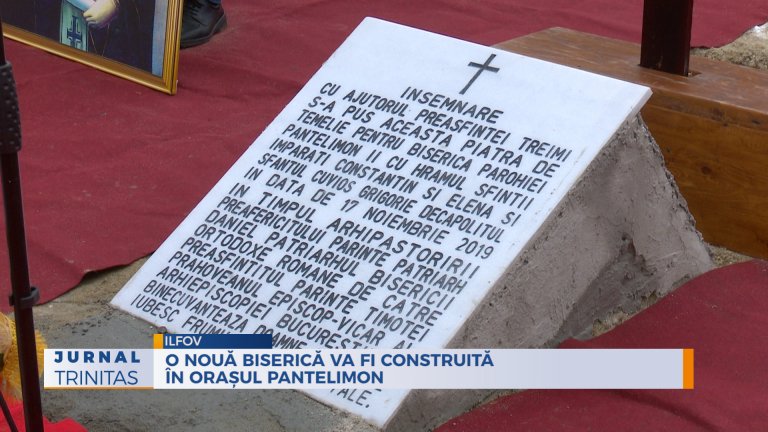 INSEMNARE
CU AJUTORUL PREASFINTEI TREIMI
S-A PUS ACEASTA PIATRA DE
TEMELIE PENTRU BISERICA PAROHIEI
PANTELIMON II CU HRAMUL SFINTII
IMPARATI CONSTANTIN SI ELENA SI
SFANTUL CUVIOS GRIGORIE DECAPOLITUL
IN DATA DE 17 NOIEMBRIE 2019
IN TIMPUL ARHIPASTORIRII
PREAFERICITULUI PARINTE PATRIARH
DANIEL PATRIARHUL BISERICII
ORTODOXE ROMANE DE CATRE
PREASFINTITUL PARINTE TIMOTEI
PRAHOVEANUL EPISCOP-VICAR AL
ARHIEPISCOPIEI BUCURESTI
BINECUVANTEAZA DOAMNE
IUBESC
ILFOV
JURNAL
TRINITAS
O NOUĂ BISERICĂ VA FI CONSTRUITĂ
ÎN ORAȘUL PANTELIMON